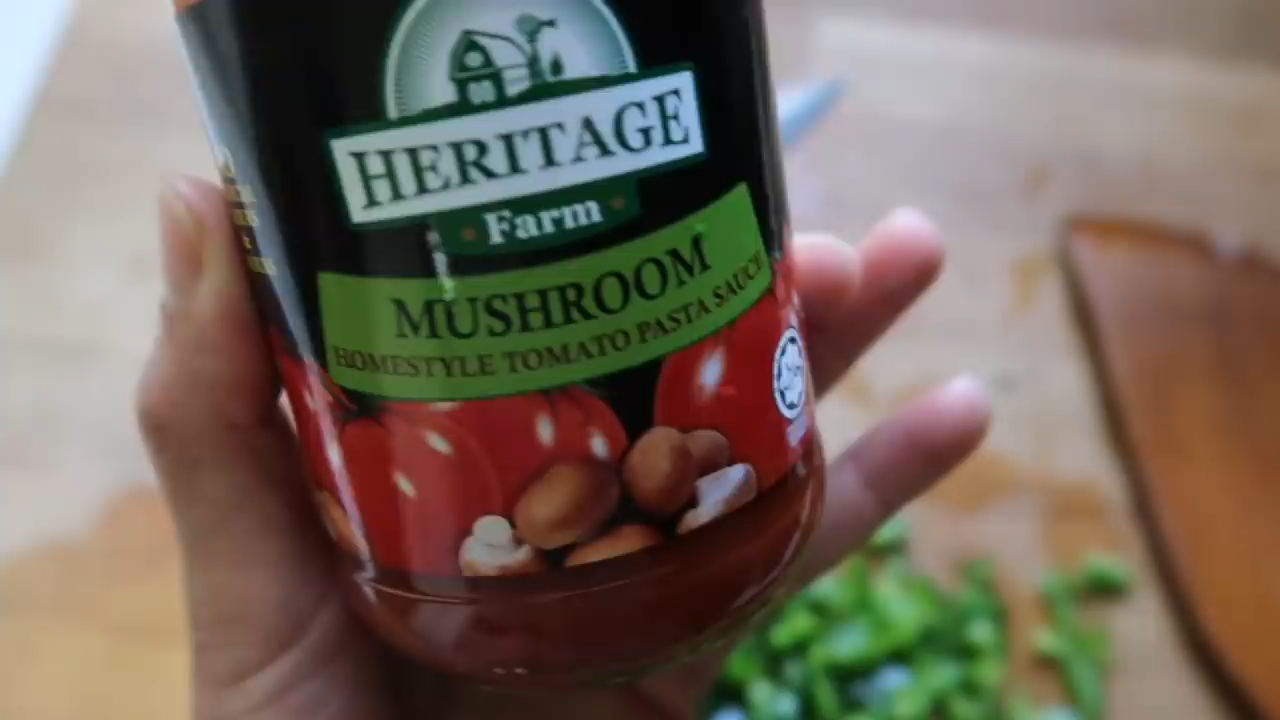 HERITAGE
Farm
MUSHROOM
HOMESTYLE TOMATO PASTA SAUCE